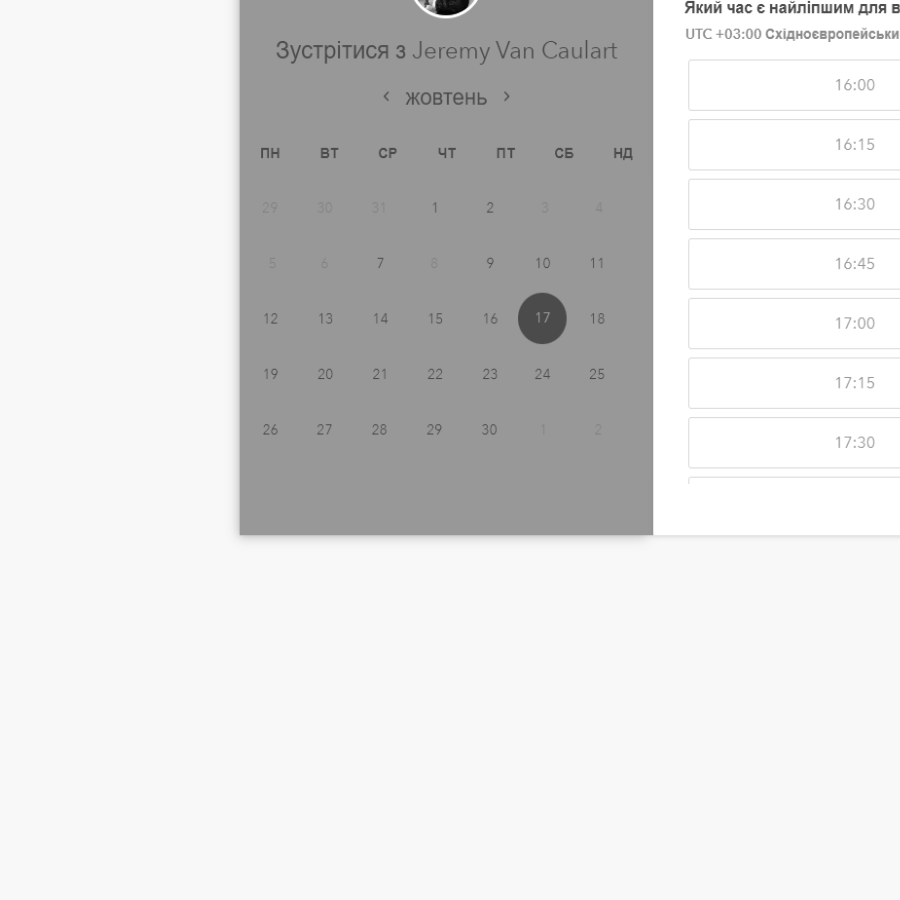 Зустрітися з Jeremy Van Caulart
жовтень
ПН ВТ СР ЧТ ПТ СБ НД
29 30 31 1 2 3 4
5 6 7 8 9 10 11
12 13 14 15 16 17 18
19 20 21 22 23 24 25
26 27 28 29 30 1 2
Який час є найліпшим для в
UTC +03:00 Східноєвропейськи
16:00
16:15
16:30
16:45
17:00
17:15
17:30